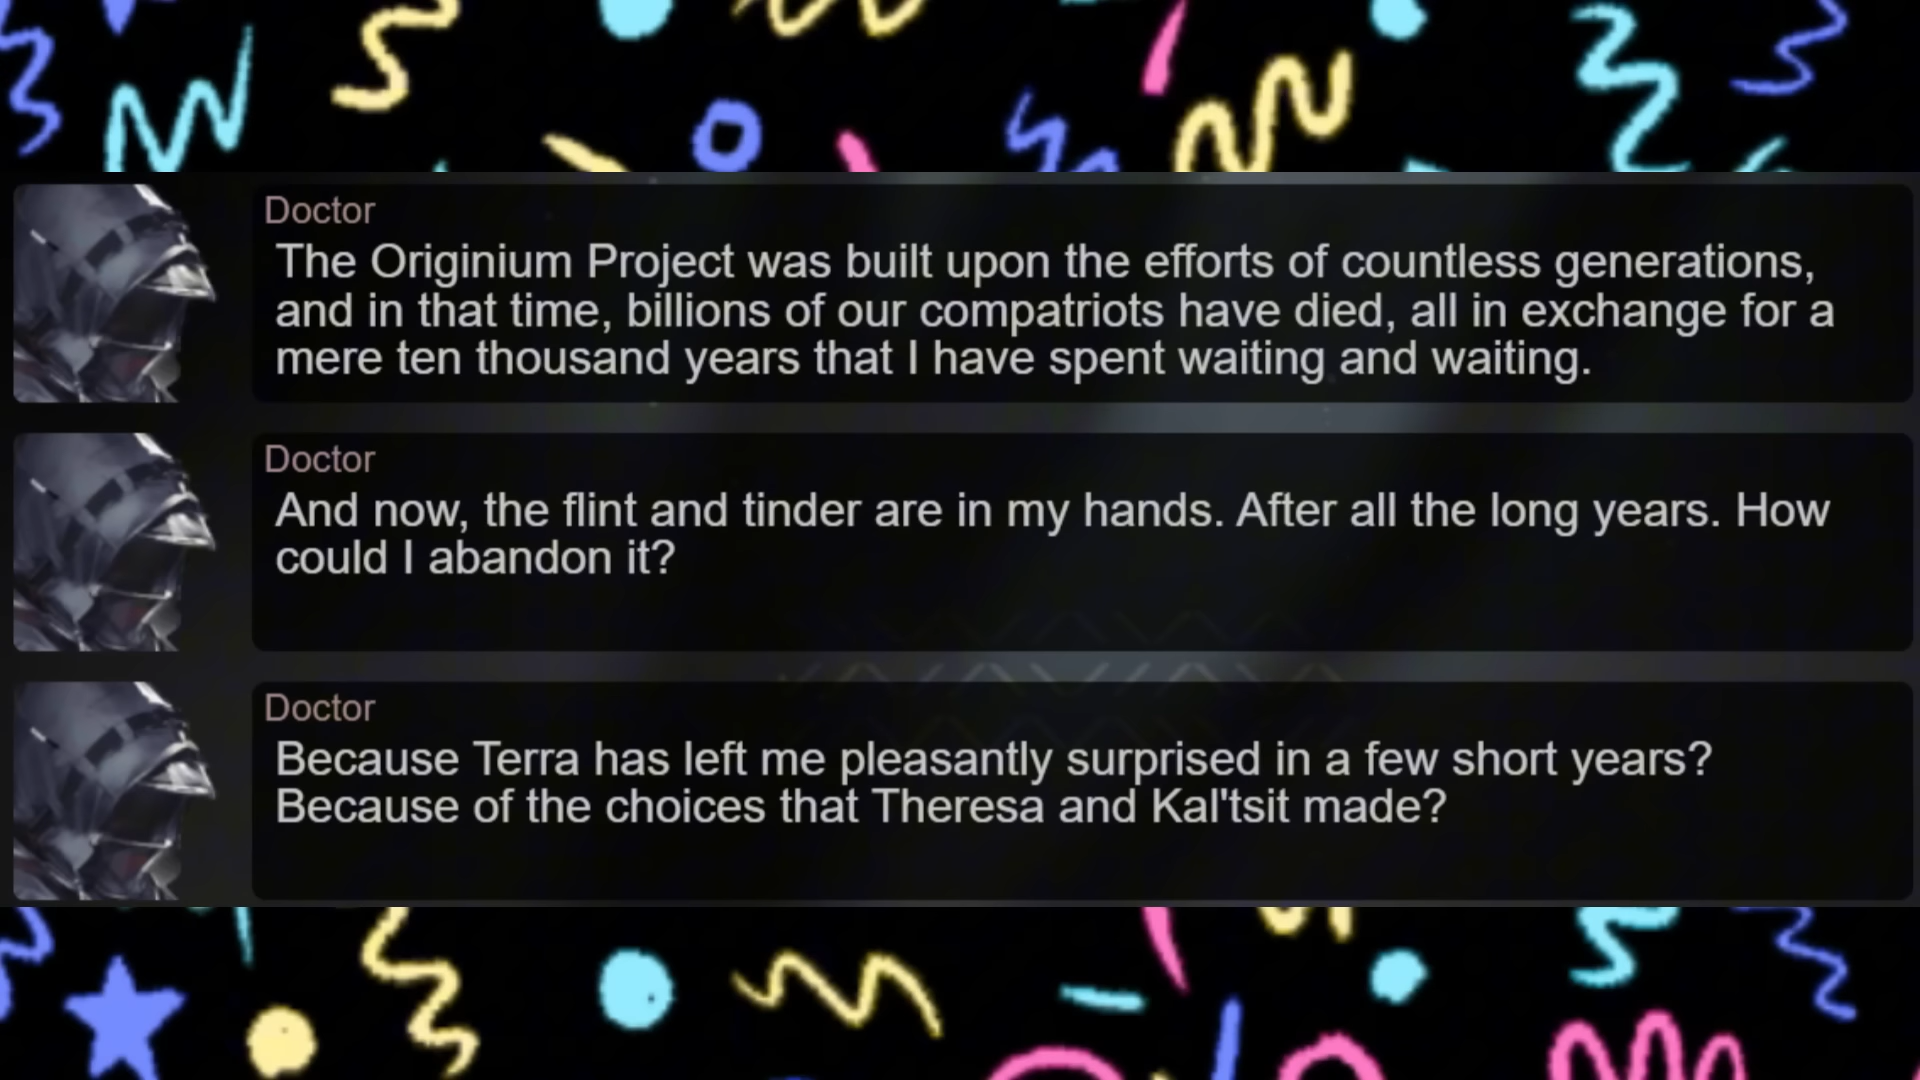 Doctor
The Originium Project was built upon the efforts of countless generations,
and in that time, billions of our compatriots have died, all in exchange for a
mere ten thousand years that I have spent waiting and waiting.
Doctor
And now, the flint and tinder are in my hands. After all the long years. How
could I abandon it?
Doctor
Because Terra has left me pleasantly surprised in a few short years?
Because of the choices that Theresa and Kal'tsit made?